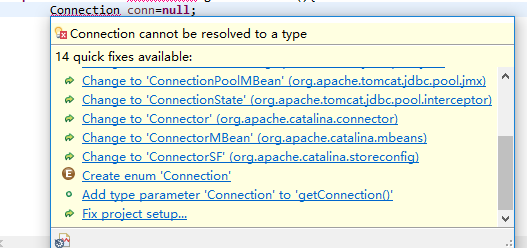 Connection conn=null;
Connection cannot be resolved to a type
14 quick fixes available:
Change to 'ConnectionPoolMBean' (org.apache.tomcat.jdbc.pool.jmx)
Change to 'ConnectionState' (org.apache.tomcat.jdbc.pool.interceptor)
Change to 'Connector' (org.apache.catalina.connector)
Change to 'ConnectorMBean' (org.apache.catalina.mbeans)
Change to 'ConnectorSF' (org.apache.catalina.storeconfig)
E Create enum 'Connection'
Add type parameter 'Connection' to 'getConnection()'
Fix project setup...